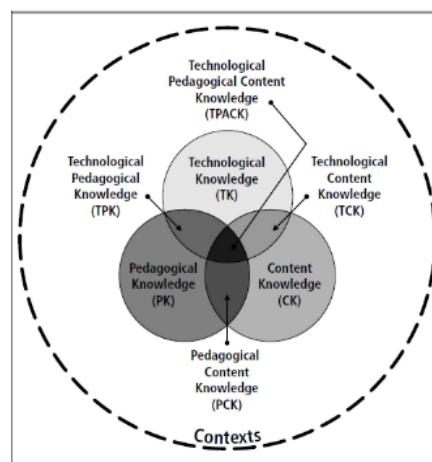 Technological
Pedagogical Content
Knowledge
(TPACK)
Technological
Pedagogical
Knowledge
(TPK)
Technological
Knowledge
(TK)
Technological
Content
Knowledge
(TCK)
Pedagogical
Knowledge
(PK)
Content
Knowledge
(CK)
Pedagogical
Content
Knowledge
(PCK)
Contexts